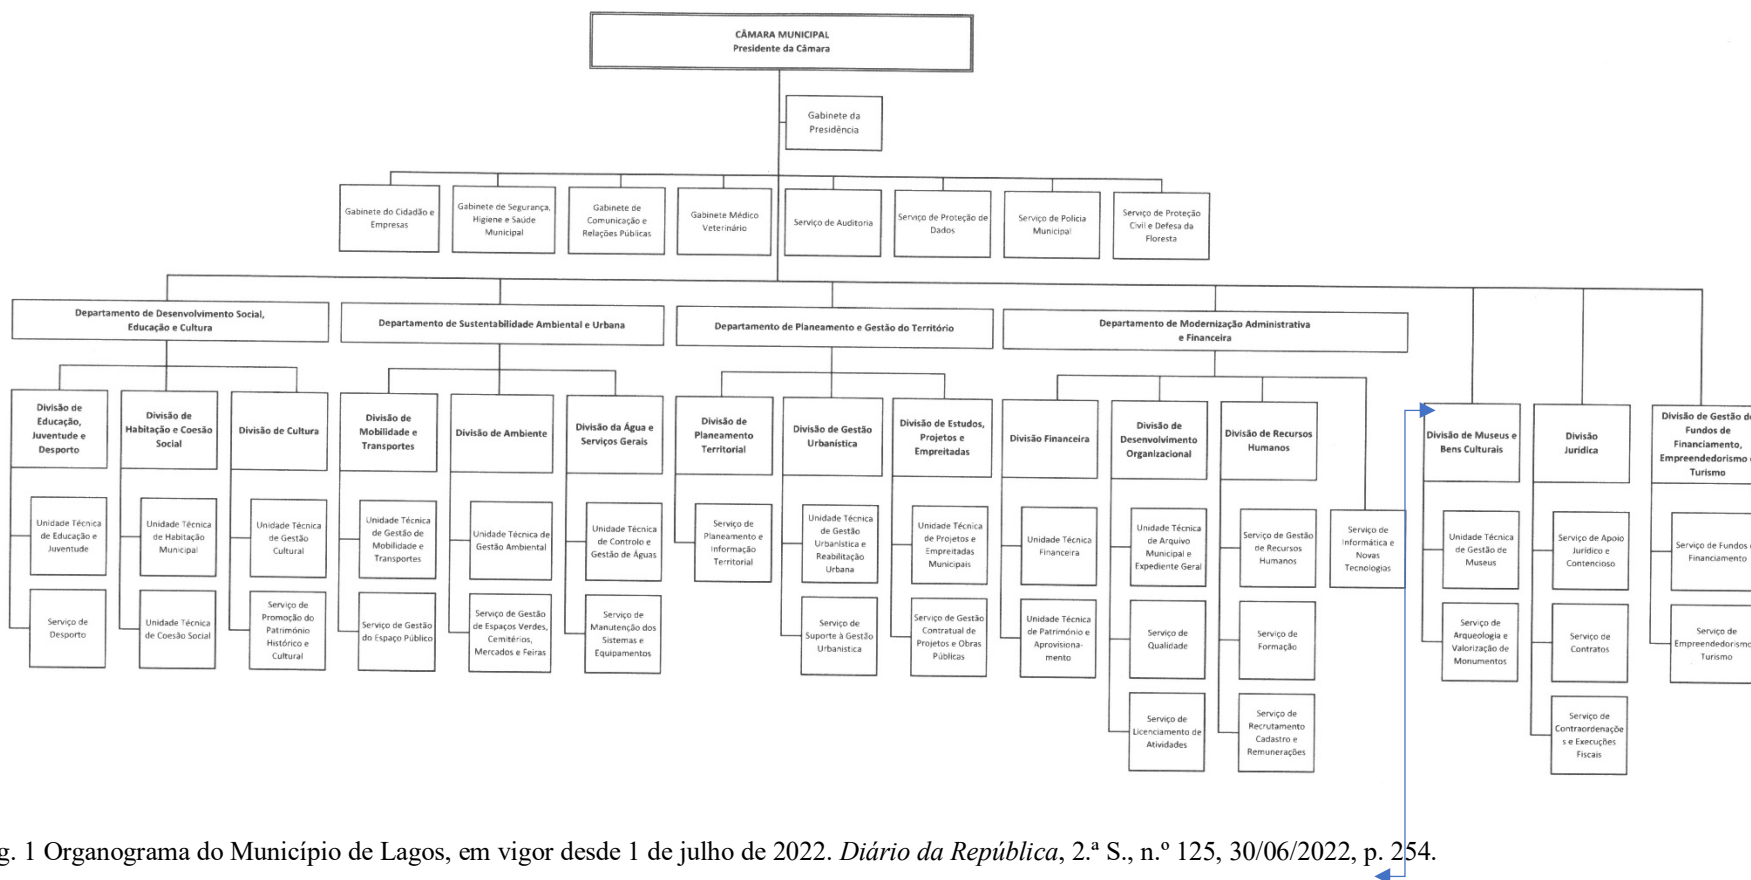 CÂMARA MUNICIPAL
Presidente da Câmara
Gabinete da
Presidência
Gabinete do Cidadão e
Empresas
Gabinete de Segurança,
Higiene e Saúde
Municipal
Gabinete de
Comunicação e
Relações Públicas
Gabinete Médico
Veterinário
Serviço de Auditoria
Serviço de Proteção de
Dados
Serviço de Policia
Municipal
Serviço de Proteção
Civil e Defesa da
Floresta
Departamento de Desenvolvimento Social,
Educação e Cultura
Departamento de Sustentabilidade Ambiental e Urbana
Departamento de Planeamento e Gestão do Território
Departamento de Modernização Administrativa
e Financeira
Divisão de
Educação,
Juventude e
Desporto
Divisão de
Habitação e Coesão
Social
Divisão de Cultura
Divisão de
Mobilidade e
Transportes
Divisão de Ambiente
Divisão da Água e
Serviços Gerais
Divisão de
Planeamento
Territorial
Divisão de Gestão
Urbanística
Divisão de Estudos,
Projetos e
Empreitadas
Divisão Financeira
Divisão de
Desenvolvimento
Organizacional
Divisão de Recursos
Humanos
Divisão de Museus e
Bens Culturais
Divisão
Jurídica
Divisão de Gestão de
Fundos de
Financiamento,
Empreendedorismo e
Turismo
Unidade Técnica
de Educação e
Juventude
Unidade Técnica
de Habitação
Municipal
Unidade Técnica
de Gestão
Cultural
Unidade Técnica
de Gestão de
Mobilidade e
Transportes
Unidade Técnica de
Gestão Ambiental
Unidade Técnica
de Controlo e
Gestão de Águas
Serviço de
Planeamento e
Informação
Territorial
Unidade Técnica
de Gestão
Urbanística e
Reabilitação
Urbana
Unidade Técnica
de Projetos e
Empreitadas
Municipais
Unidade Técnica
Financeira
Unidade Técnica
de Arquivo
Municipal e
Expediente Geral
Serviço de Gestão
de Recursos
Humanos
Serviço de
Informática e
Novas
Tecnologias
Unidade Técnica
de Gestão de
Museus
Serviço de Apoio
Jurídico e
Contencioso
Serviço de Fundos
Financiamento
Serviço de
Desporto
Unidade Técnica
de Coesão Social
Serviço de
Promoção do
Património
Histórico e
Cultural
Serviço de Gestão
do Espaço Público
Serviço de Gestão
de Espaços Verdes,
Cemitérios,
Mercados e Feiras
Serviço de
Manutenção dos
Sistemas e
Equipamentos
Serviço de
Suporte à Gestão
Urbanistica
Serviço de Gestão
Contratual de
Projetos e Obras
Públicas
Unidade Técnica
de Património e
Aprovisiona-
mento
Serviço de
Qualidade
Serviço de
Formação
Serviço de
Arqueologia e
Valorização de
Monumentos
Serviço de
Contratos
Serviço de
Empreendedorismo
Turismo
Serviço de
Licenciamento de
Atividades
Serviço de
Recrutamento
Cadastro e
Remunerações
Serviço de
Contraordenaçõe
s e Execuções
Fiscais
g. 1 Organograma do Município de Lagos, em vigor desde 1 de julho de 2022. Diário da República, 2.ª S., n.º 125, 30/06/2022, p. 254.